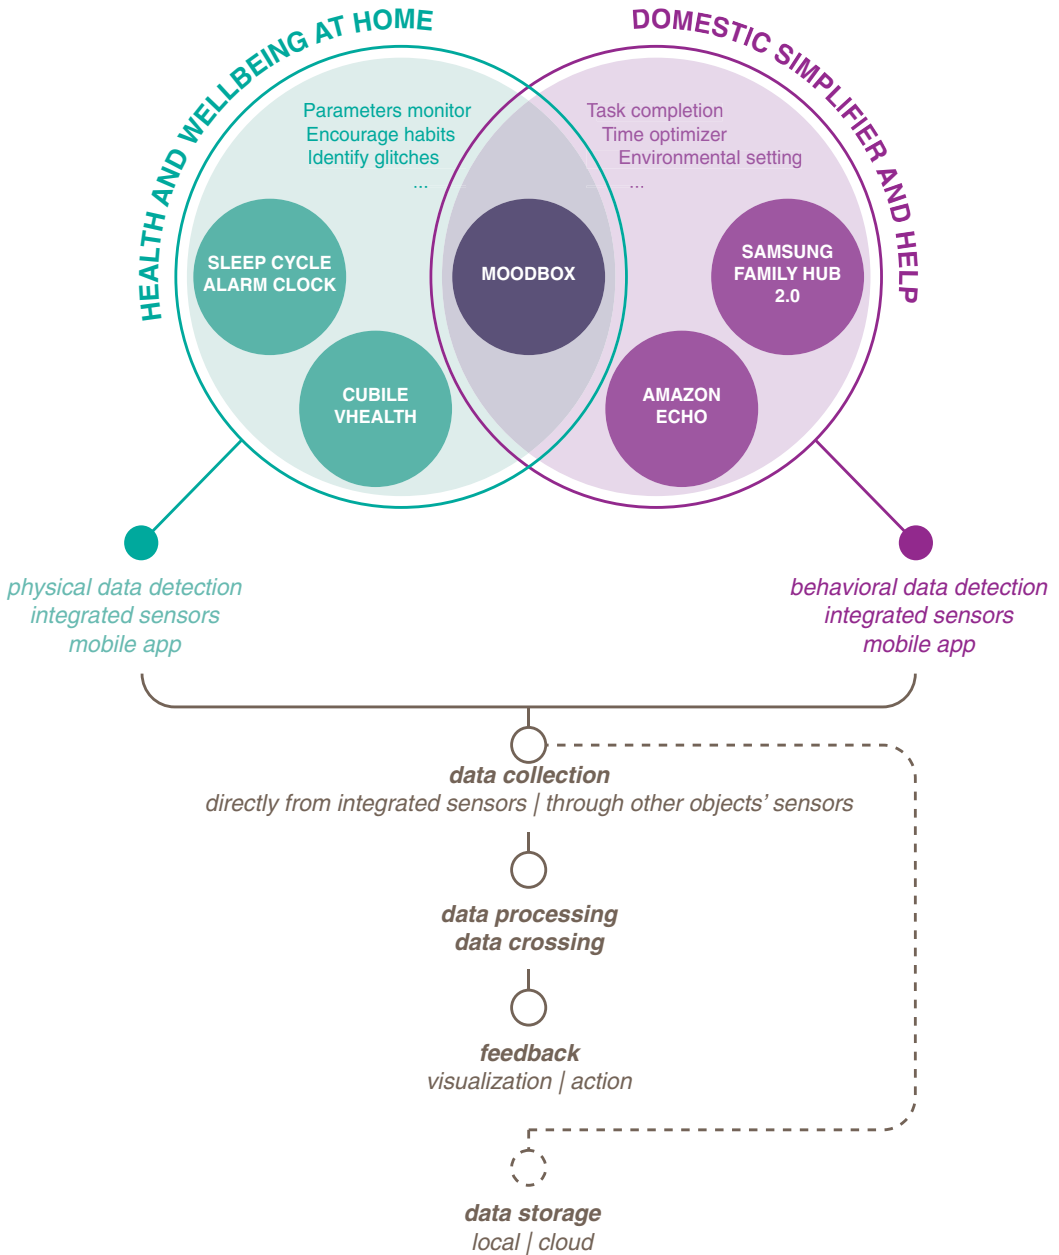 HEALTH AND WELLBEING AT HOME
DOMESTIC SIMPLIFIER AND HELP
Parameters monitor
Encourage habits
Identify glitches
...
Task completion
Time optimizer
Environmental setting
...
SLEEP CYCLE
ALARM CLOCK
CUBILE
VHEALTH
MOODBOX
SAMSUNG
FAMILY HUB
2.0
AMAZON
ECHO
physical data detection
integrated sensors
mobile app
behavioral data detection
integrated sensors
mobile app
data collection
directly from integrated sensors | through other objects’ sensors
data processing
data crossing
feedback
visualization | action
data storage
local | cloud